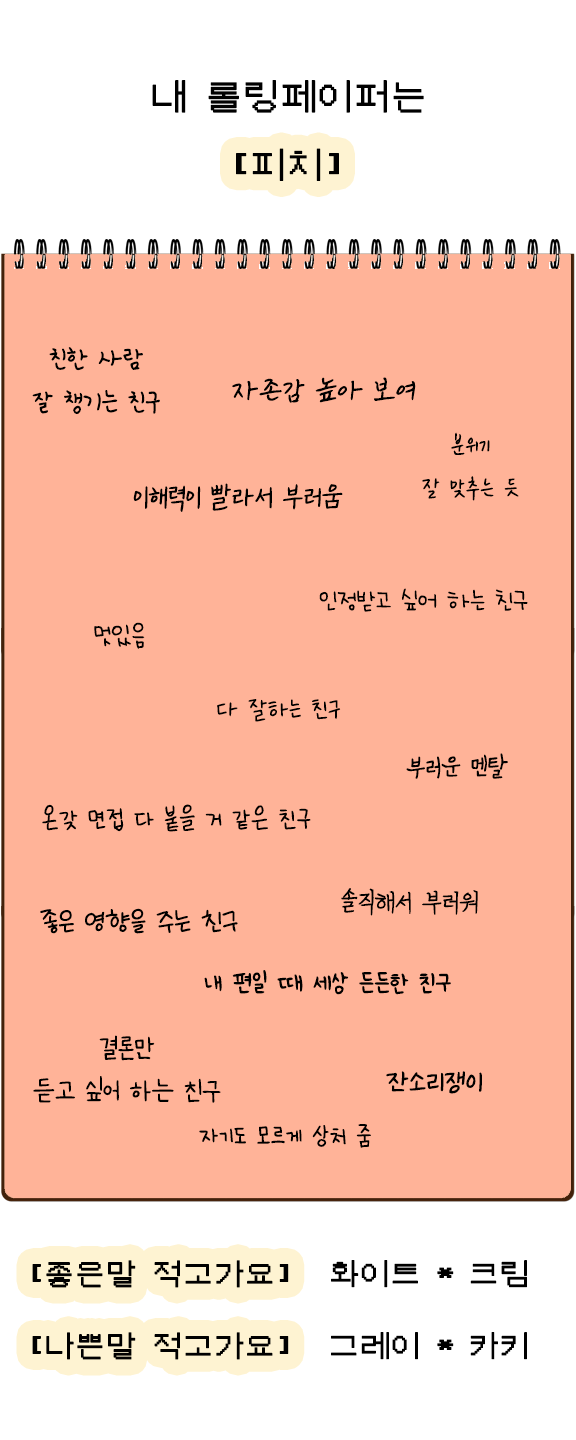 내 롤링페이퍼는
[피치]
친한 사람
잘 챙기는 친구
자존감 높아 보여
분위기
잘 맞추는 듯
이해력이 빨라서 부러움
인정받고 싶어 하는 친구
멋있음
다 잘하는 친구
부러운 멘탈
온갖 면접 다 붙을 거 같은 친구
솔직해서 부러워
좋은 영향을 주는 친구
내 편일 때 세상 든든한 친구
결론만
듣고 싶어 하는 친구
잔소리쟁이
자기도 모르게 상처 줌
[좋은말 적고가요] 화이트 * 크림
[나쁜말 적고가요] 그레이 * 카키